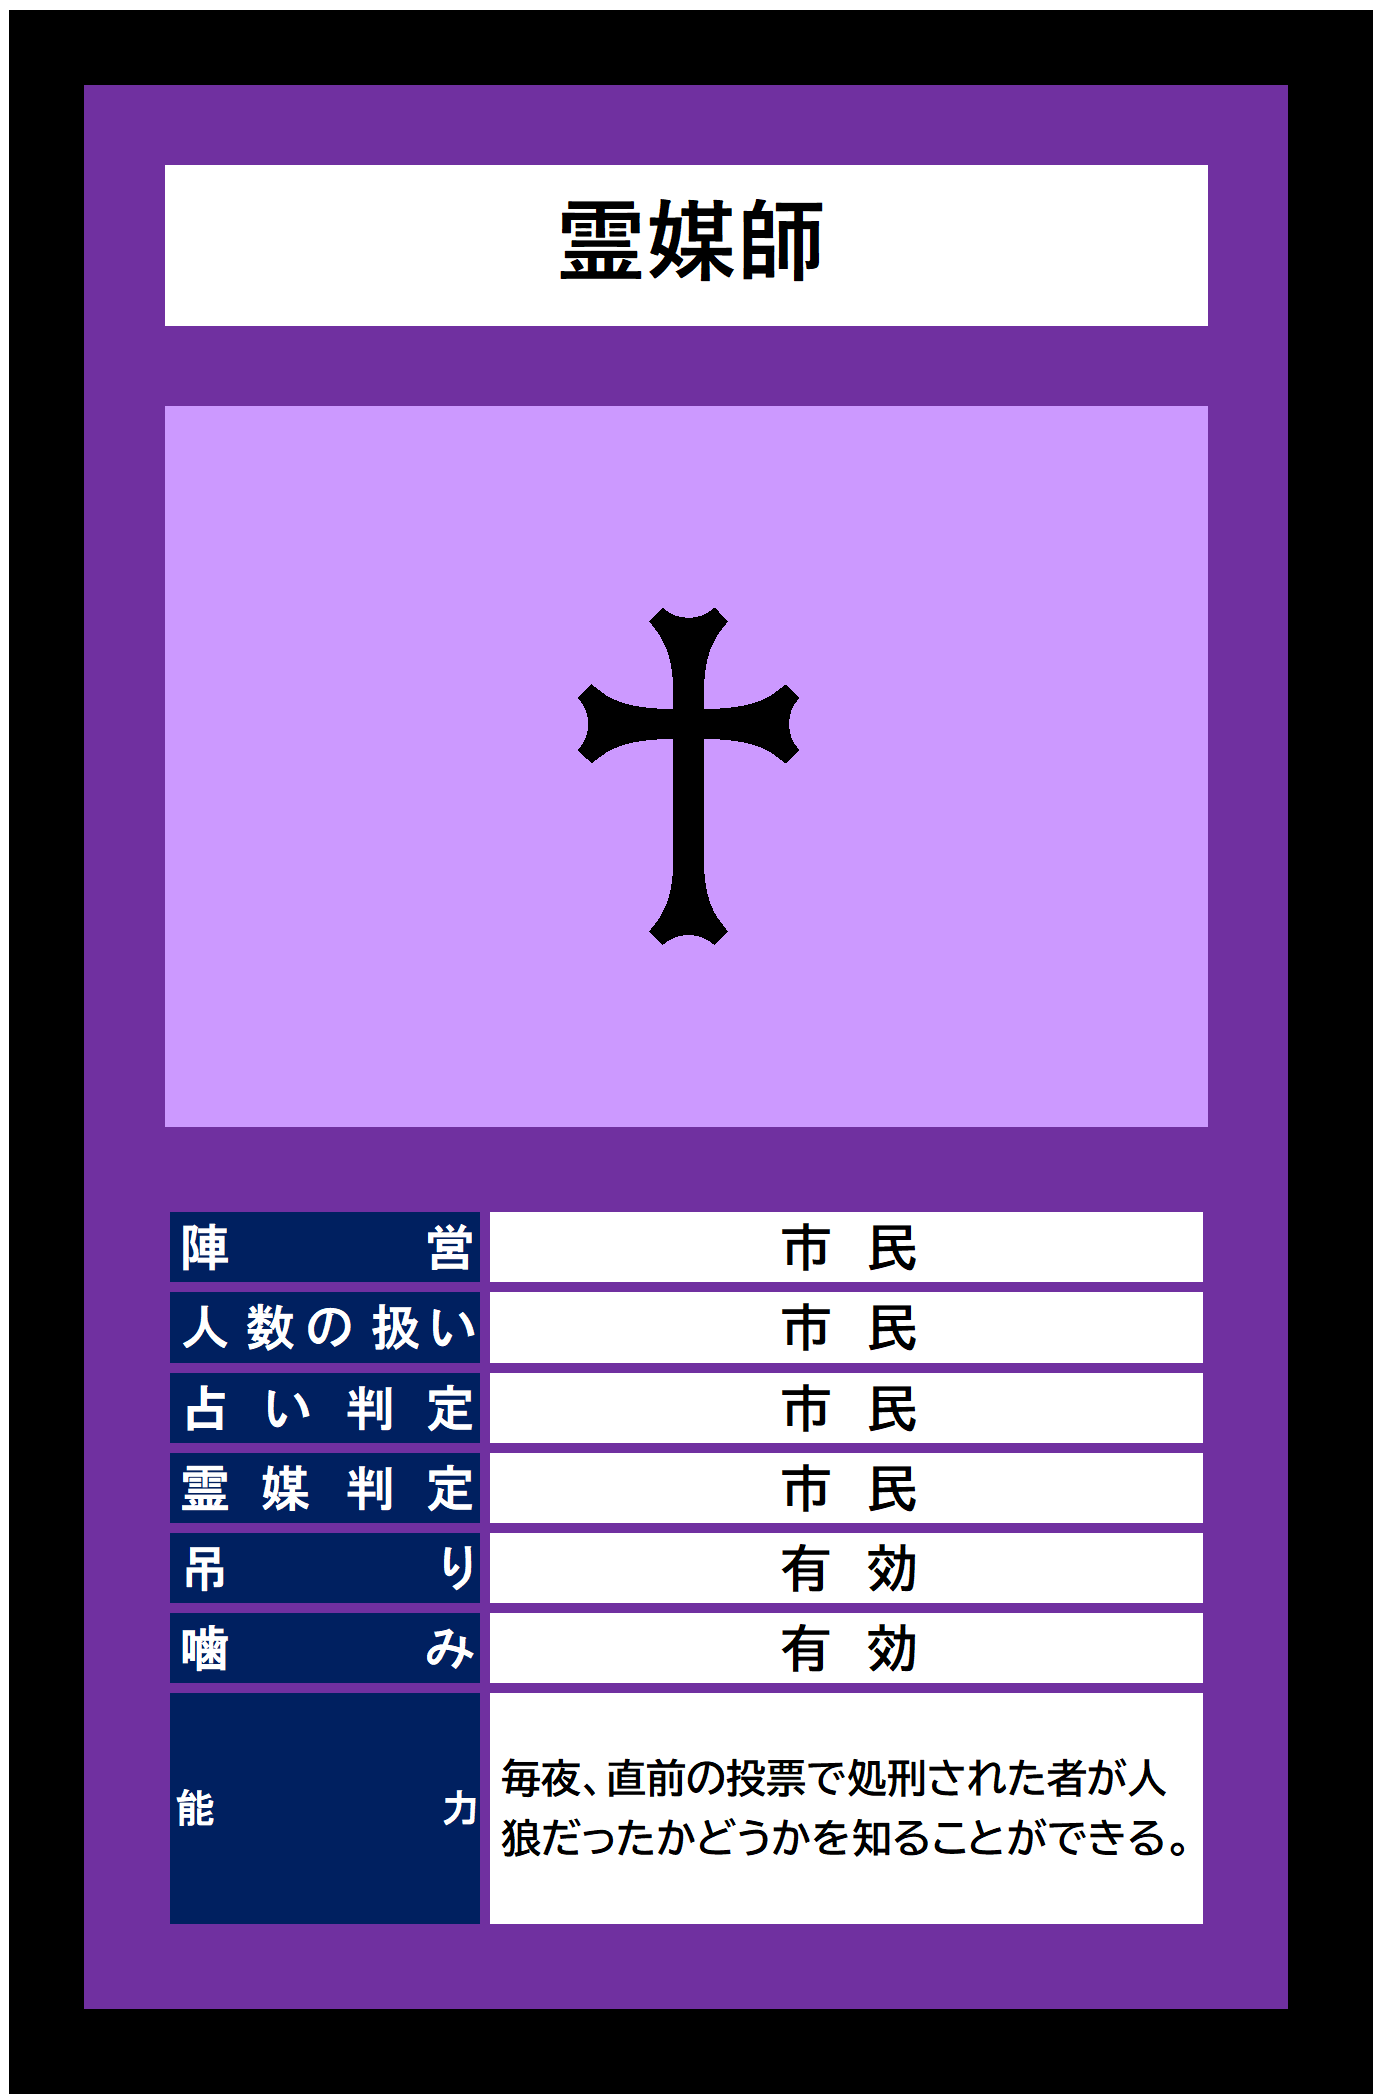 霊媒師
陣営 市民
人数の扱い 市民
占い判定 市民
霊媒判定 市民
吊り 有効
噛み 有効
能力 毎夜、直前の投票で処刑された者が人
狼だったかどうかを知ることができる。